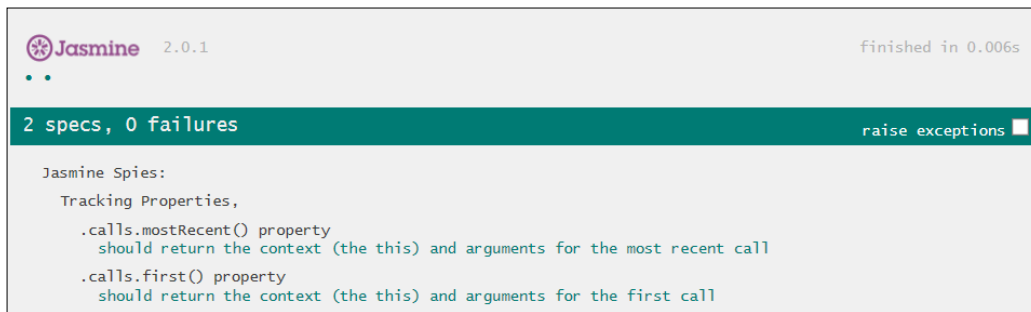 Jasmine 2.0.1 finished in 0.006s
2 specs, 0 failures raise exceptions
Jasmine Spies:
Tracking Properties,
.calls.mostRecent() property
should return the context (the this) and arguments for the most recent call
.calls.first() property
should return the context (the this) and arguments for the first call